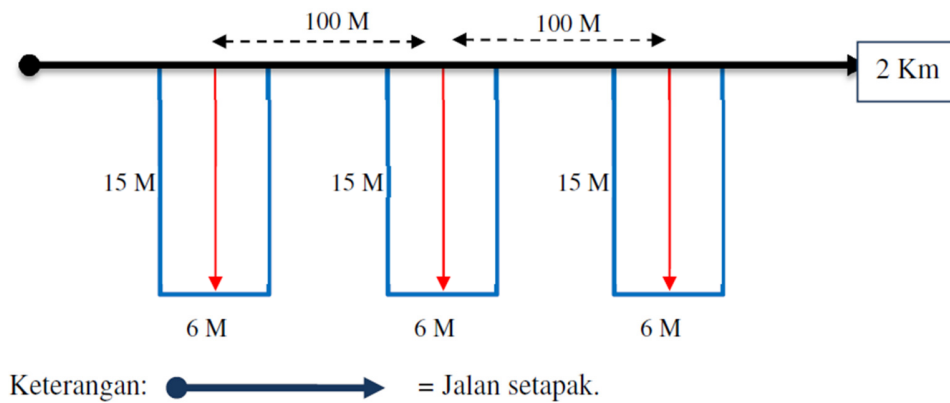 100 M 100 M
2 Km
15 M 15 M 15 M
6 M 6 M 6 M
Keterangan: = Jalan setapak.